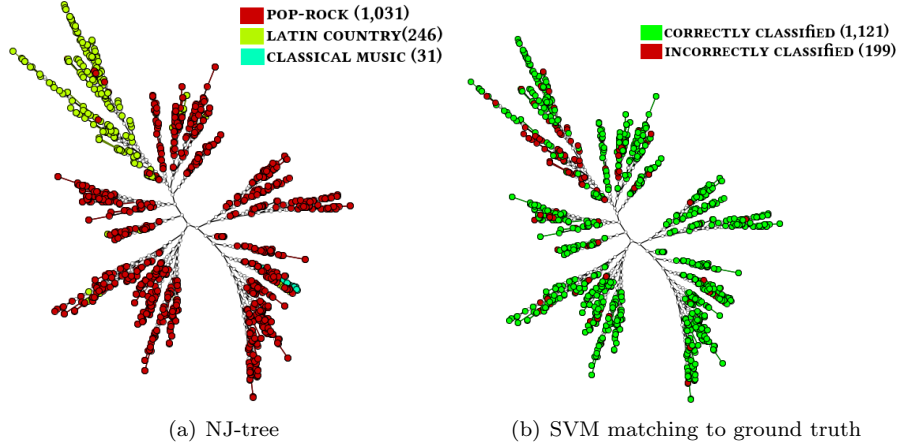 POP-ROCK (1,031)
LATIN COUNTRY(246)
CLASSICAL MUSIC (31)
CORRECTLY CLASSIfiED (1,121)
INCORRECTLY CLASSIfiED (199)
(a) NJ-tree
(b) SVM matching to ground truth